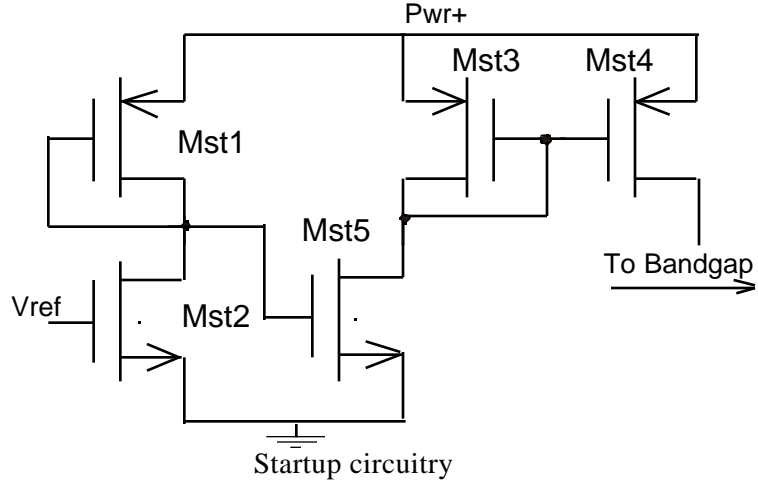 Pwr+
Mst3
Mst4
Mst1
Mst5
To Bandgap
Vref
Mst2
Startup circuitry